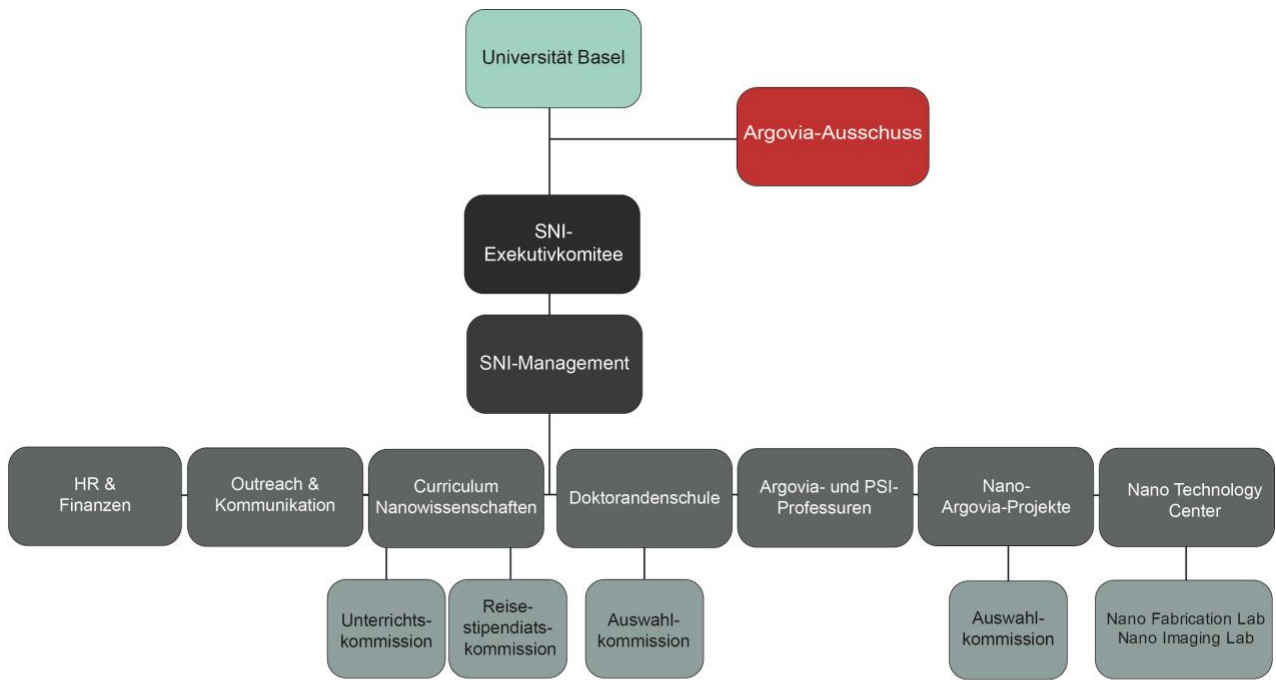 Universität Basel
Argovia-Ausschuss
SNI-
Exekutivkomitee
SNI-Management
HR &
Finanzen
Outreach &
Kommunikation
Curriculum
Nanowissenschaften
Doktorandenschule
Argovia- und PSI-
Professuren
Nano-
Argovia-Projekte
Nano Technology
Center
Unterrichts-
kommission
Reise-
stipendiats-
kommission
Auswahl-
kommission
Auswahl-
kommission
Nano Fabrication Lab
Nano Imaging Lab